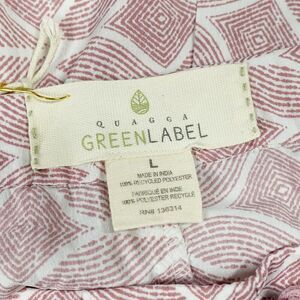 QUAGGA
GREENLABEL
L
MADE IN INDIA
100% RECYCLED POLYESTER
FABRIQUÉ EN INDE
100% POLYESTER RECYCLÉ
RN# 136314